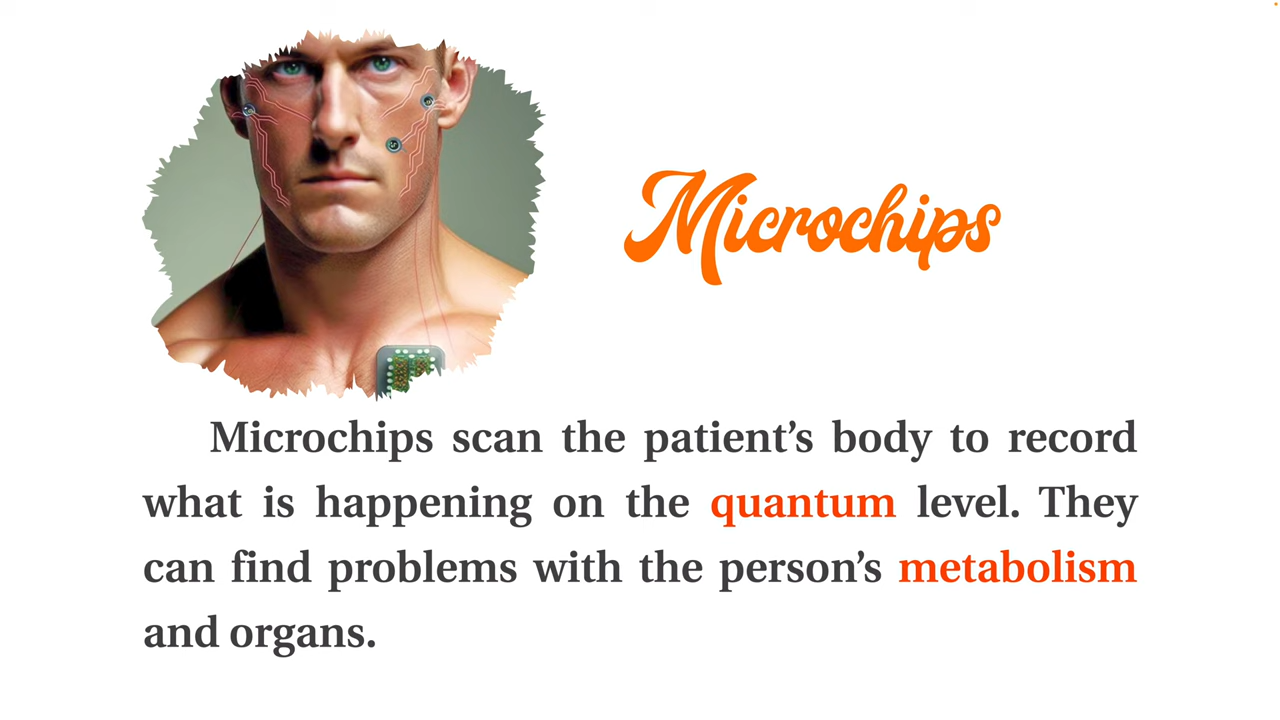 Microchips
Microchips scan the patient’s body to record
what is happening on the quantum level. They
can find problems with the person’s metabolism
and organs.